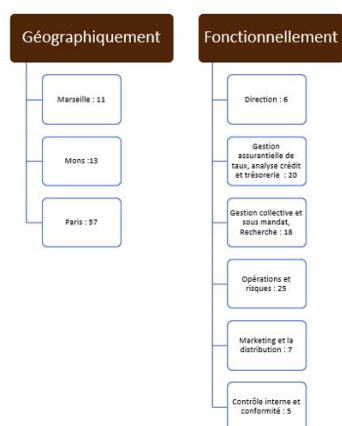 Géographiquement
Marseille : 11
Mons :13
Paris : 57
Fonctionnellement
Direction : 6
Gestion
assurantielle de
taux, analyse crédit
et trésorerie : 20
Gestion collective et
sous mandat,
Recherche : 18
Opérations et
risques : 25
Marketing et la
distribution : 7
Contrôle interne et
conformité : 5